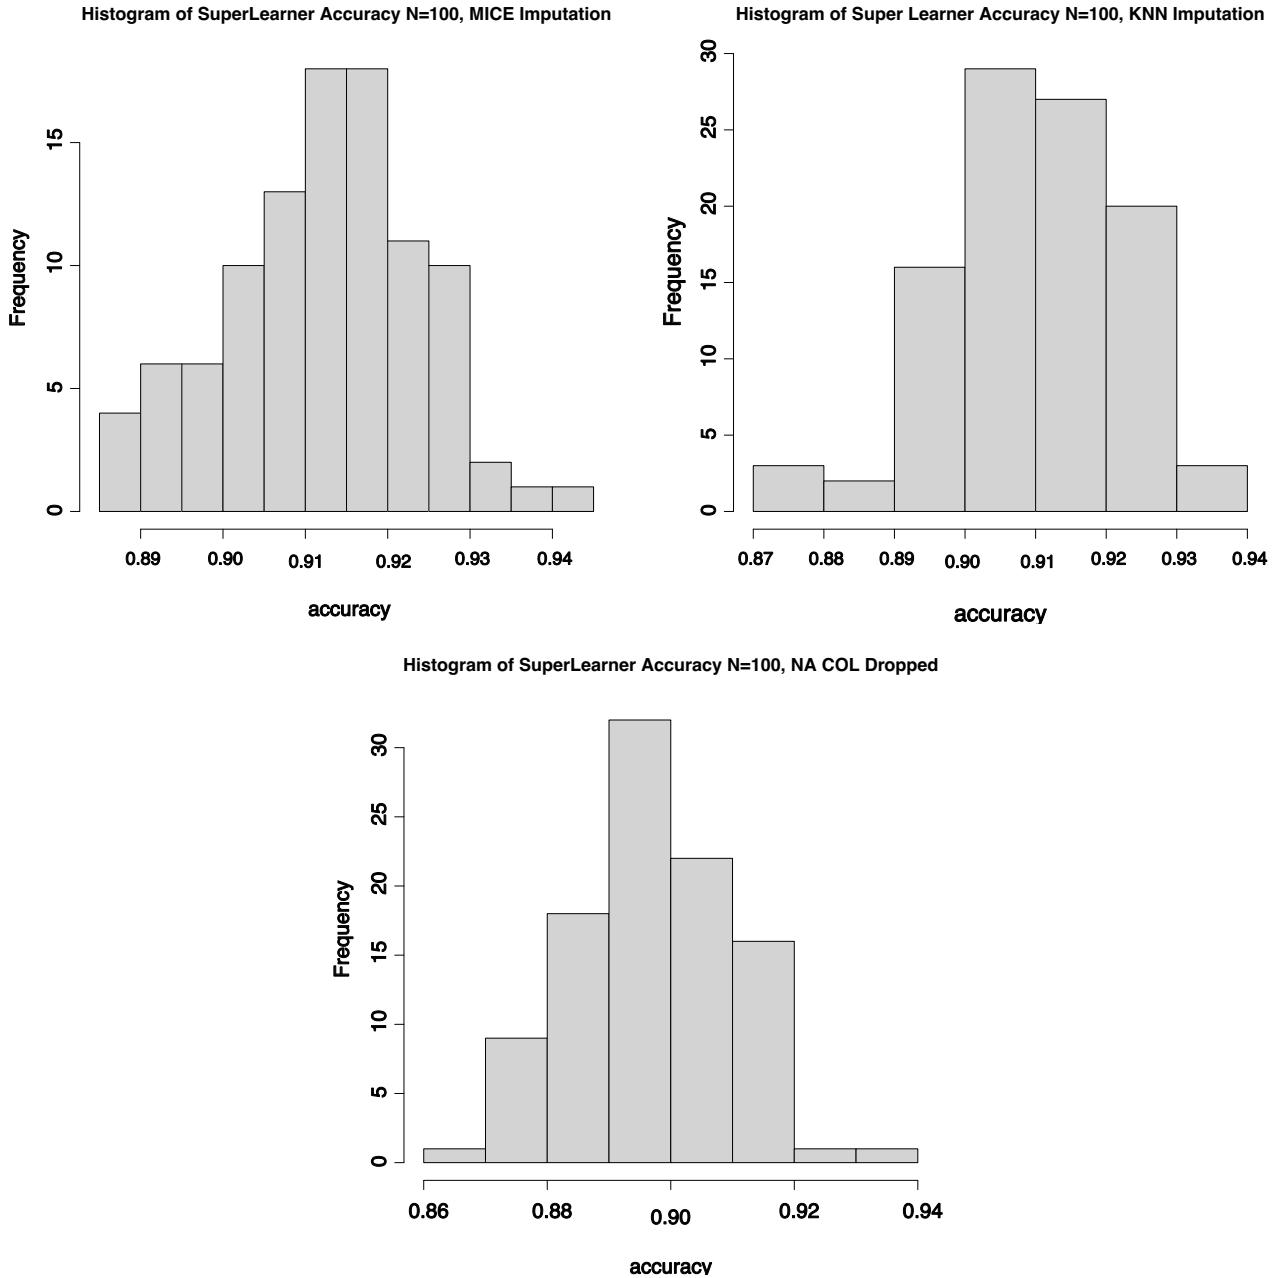 Histogram of SuperLearner Accuracy N=100, MICE Imputation
Frequency
15
10
5
0
0.89 0.90 0.91 0.92 0.93 0.94
accuracy
Histogram of Super Learner Accuracy N=100, KNN Imputation
Frequency
30
25
20
15
10
5
0
0.87 0.88 0.89 0.90 0.91 0.92 0.93 0.94
accuracy
Histogram of SuperLearner Accuracy N=100, NA COL Dropped
Frequency
30
25
20
15
10
5
0
0.86 0.88 0.90 0.92 0.94
accuracy